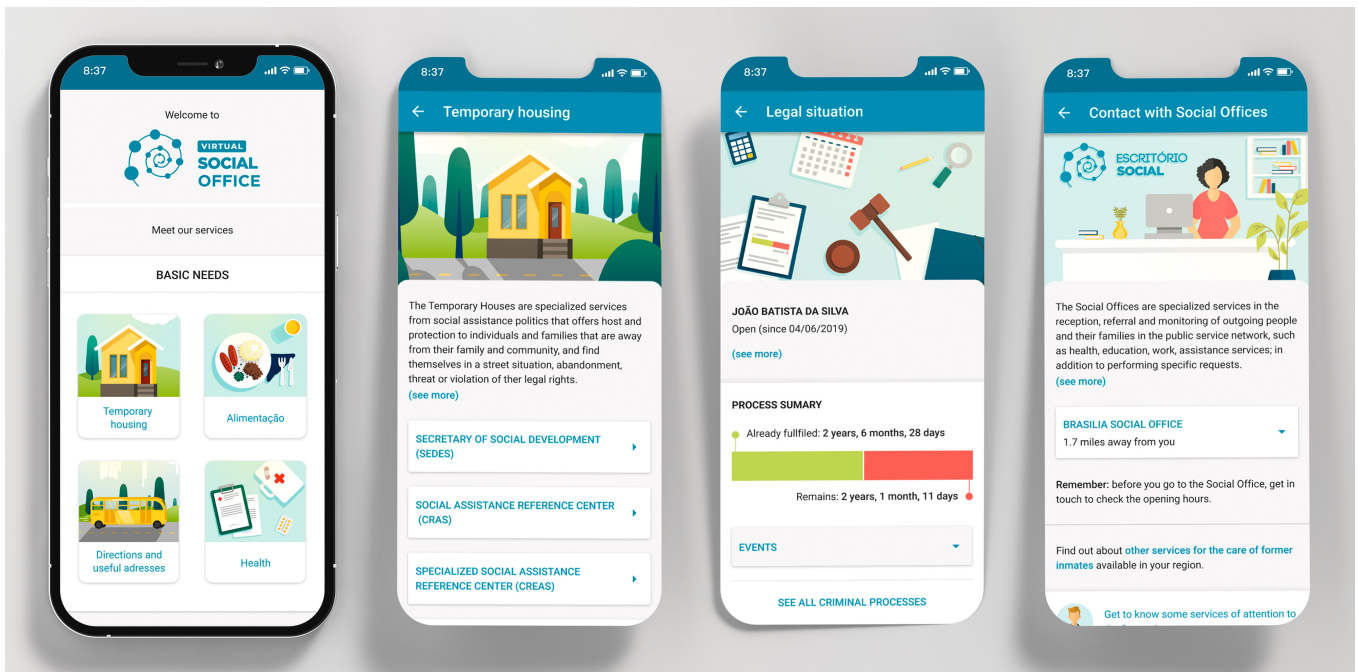 8:37
Welcome to
VIRTUAL
SOCIAL
OFFICE
Meet our services
BASIC NEEDS
Temporary
housing
Alimentação
Directions and
useful adresses
Health
8:37
Temporary housing
The Temporary Houses are specialized services
from social assistance politics that offers host and
protection to individuals and families that are away
from their family and community, and find
themselves in a street situation, abandonment,
threat or violation of ther legal rights.
(see more)
SECRETARY OF SOCIAL DEVELOPMENT
(SEDES)
SOCIAL ASSISTANCE REFERENCE CENTER
(CRAS)
SPECIALIZED SOCIAL ASSISTANCE
REFERENCE CENTER (CREAS)
8:37
Legal situation
JOÃO BATISTA DA SILVA
Open (since 04/06/2019)
(see more)
PROCESS SUMARY
Already fullfiled: 2 years, 6 months, 28 days
Remains: 2 years, 1 month, 11 days
EVENTS
SEE ALL CRIMINAL PROCESSES
8:37
Contact with Social Offices
ESCRITÓRIO
SOCIAL
The Social Offices are specialized services in the
reception, referral and monitoring of outgoing people
and their families in the public service network, such
as health, education, work, assistance services; in
addition to performing specific requests.
(see more)
BRASILIA SOCIAL OFFICE
1.7 miles away from you
Remember: before you go to the Social Office, get in
touch to check the opening hours.
Find out about other services for the care of former
inmates available in your region.
Get to know some services of attention to